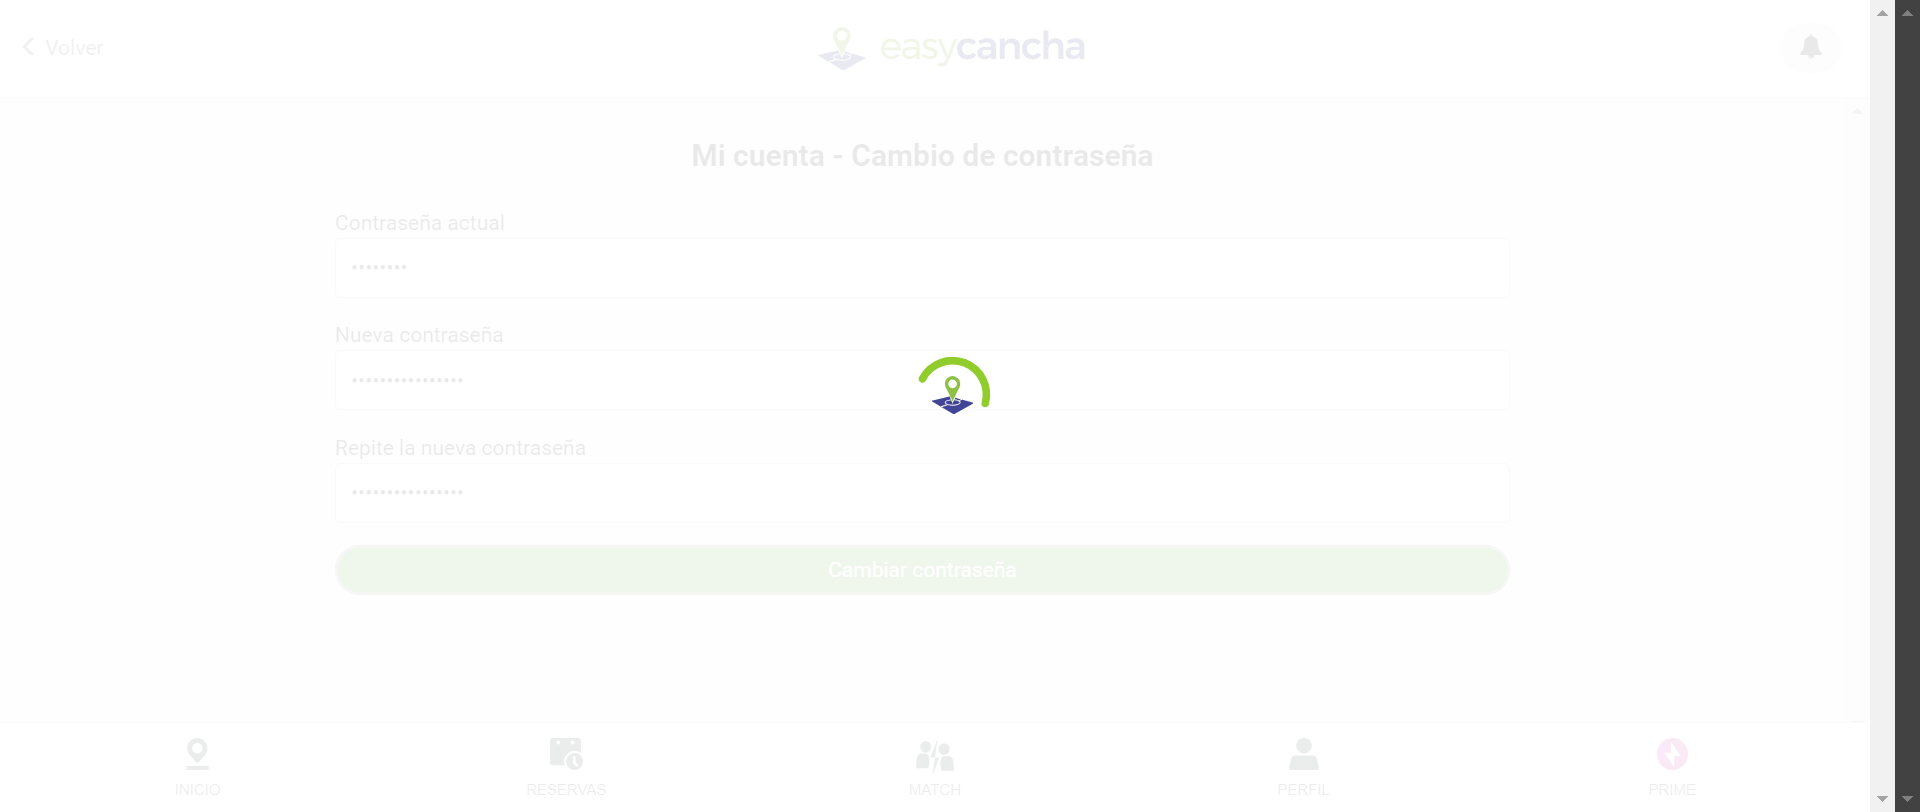 Volver
easycancha
Mi cuenta - Cambio de contraseña
Contraseña actual
••••••••
Nueva contraseña
••••••••••••••••
Repite la nueva contraseña
••••••••••••••••
Cambiar contraseña
INICIO
RESERVAS
MATCH
PERFIL
PRIME